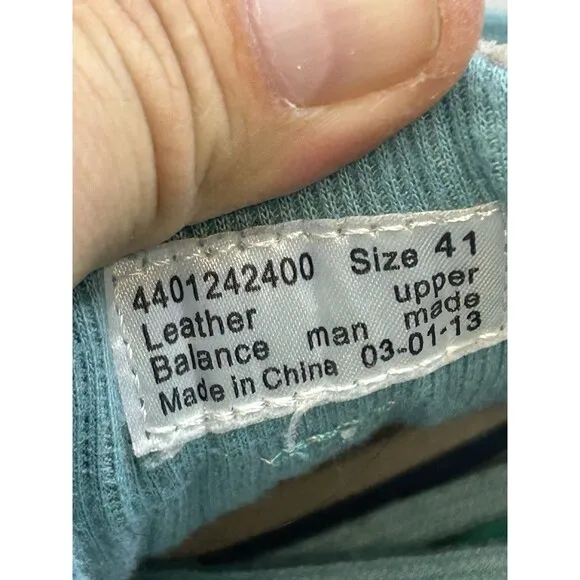 4401242400 Size 41
Leather upper
Balance man made
Made in China 03-01-13